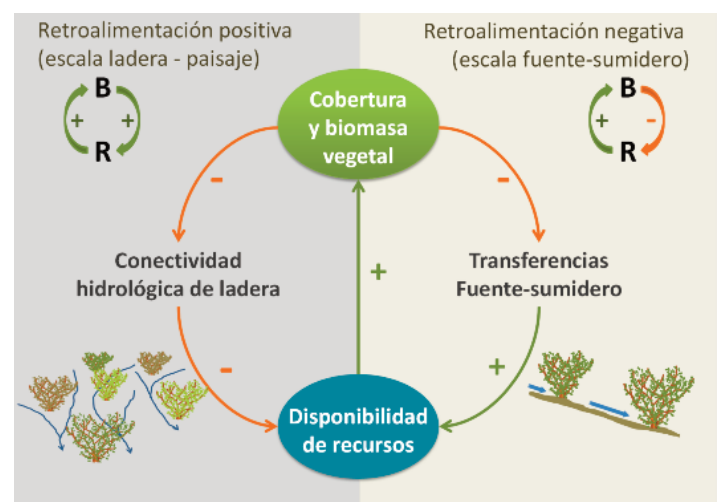 Retroalimentación positiva
(escala ladera - paisaje)
B
+ +
R
Retroalimentación negativa
(escala fuente-sumidero)
B
+ -
R
Cobertura
y biomasa
vegetal
-
-
Conectividad
hidrológica de ladera
+
Transferencias
Fuente-sumidero
-
+
Disponibilidad
de recursos